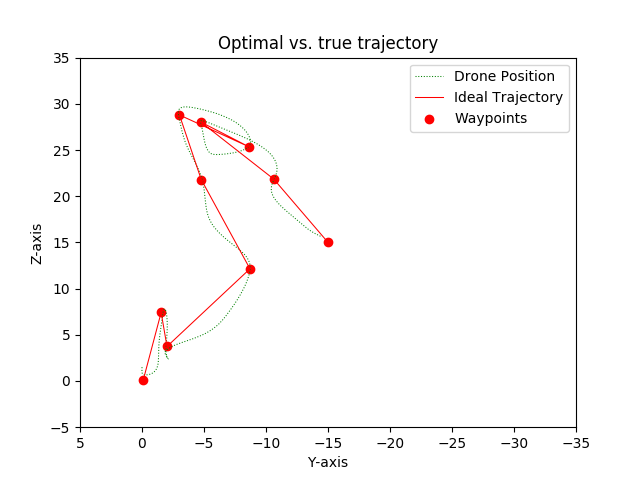 Optimal vs. true trajectory
35
30
25
20
15
10
5
0
−5
Z-axis
Drone Position
Ideal Trajectory
Waypoints
5 0 −5 −10 −15 −20 −25 −30 −35
Y-axis